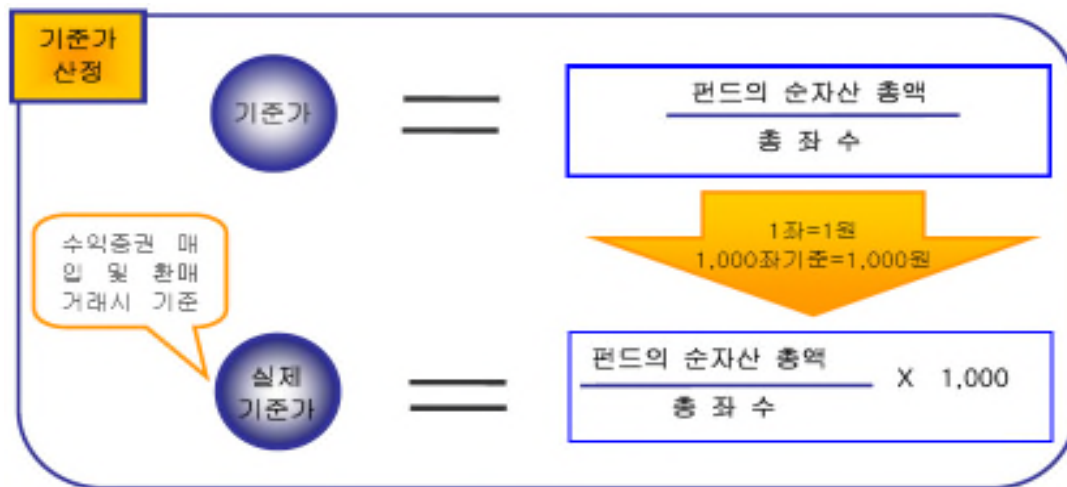 기준가
산정
기준가
펀드의 순자산 총액
총 좌 수
1좌=1원
1,000좌기준=1,000원
수익증권 매
입 및 환매
거래시 기준
실제
기준가
펀드의 순자산 총액
총 좌 수
X 1,000